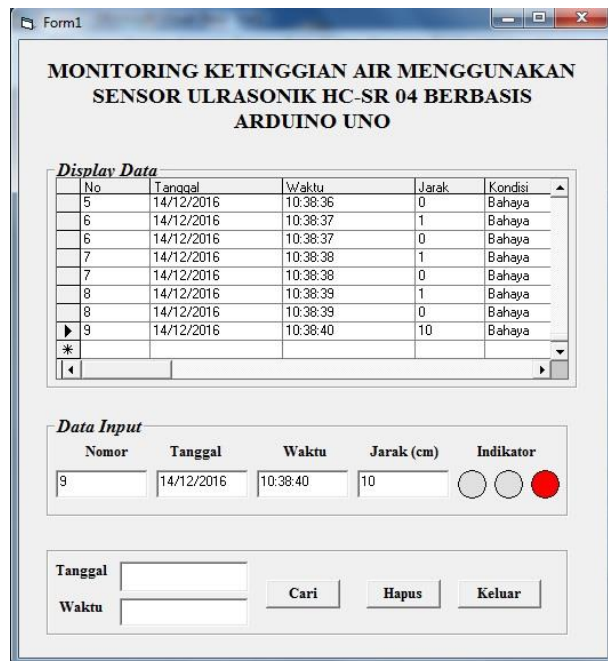 Form1
MONITORING KETINGGIAN AIR MENGGUNAKAN
SENSOR ULRASONIK HC-SR 04 BERBASIS
ARDUINO UNO
Display Data
No Tanggal Waktu Jarak Kondisi
5 14/12/2016 10:38:36 0 Bahaya
6 14/12/2016 10:38:37 1 Bahaya
6 14/12/2016 10:38:37 0 Bahaya
7 14/12/2016 10:38:38 1 Bahaya
7 14/12/2016 10:38:38 0 Bahaya
8 14/12/2016 10:38:39 1 Bahaya
8 14/12/2016 10:38:39 0 Bahaya
9 14/12/2016 10:38:40 10 Bahaya
Data Input
Nomor Tanggal Waktu Jarak (cm) Indikator
9 14/12/2016 10:38:40 10
Tanggal
Waktu
Cari Hapus Keluar